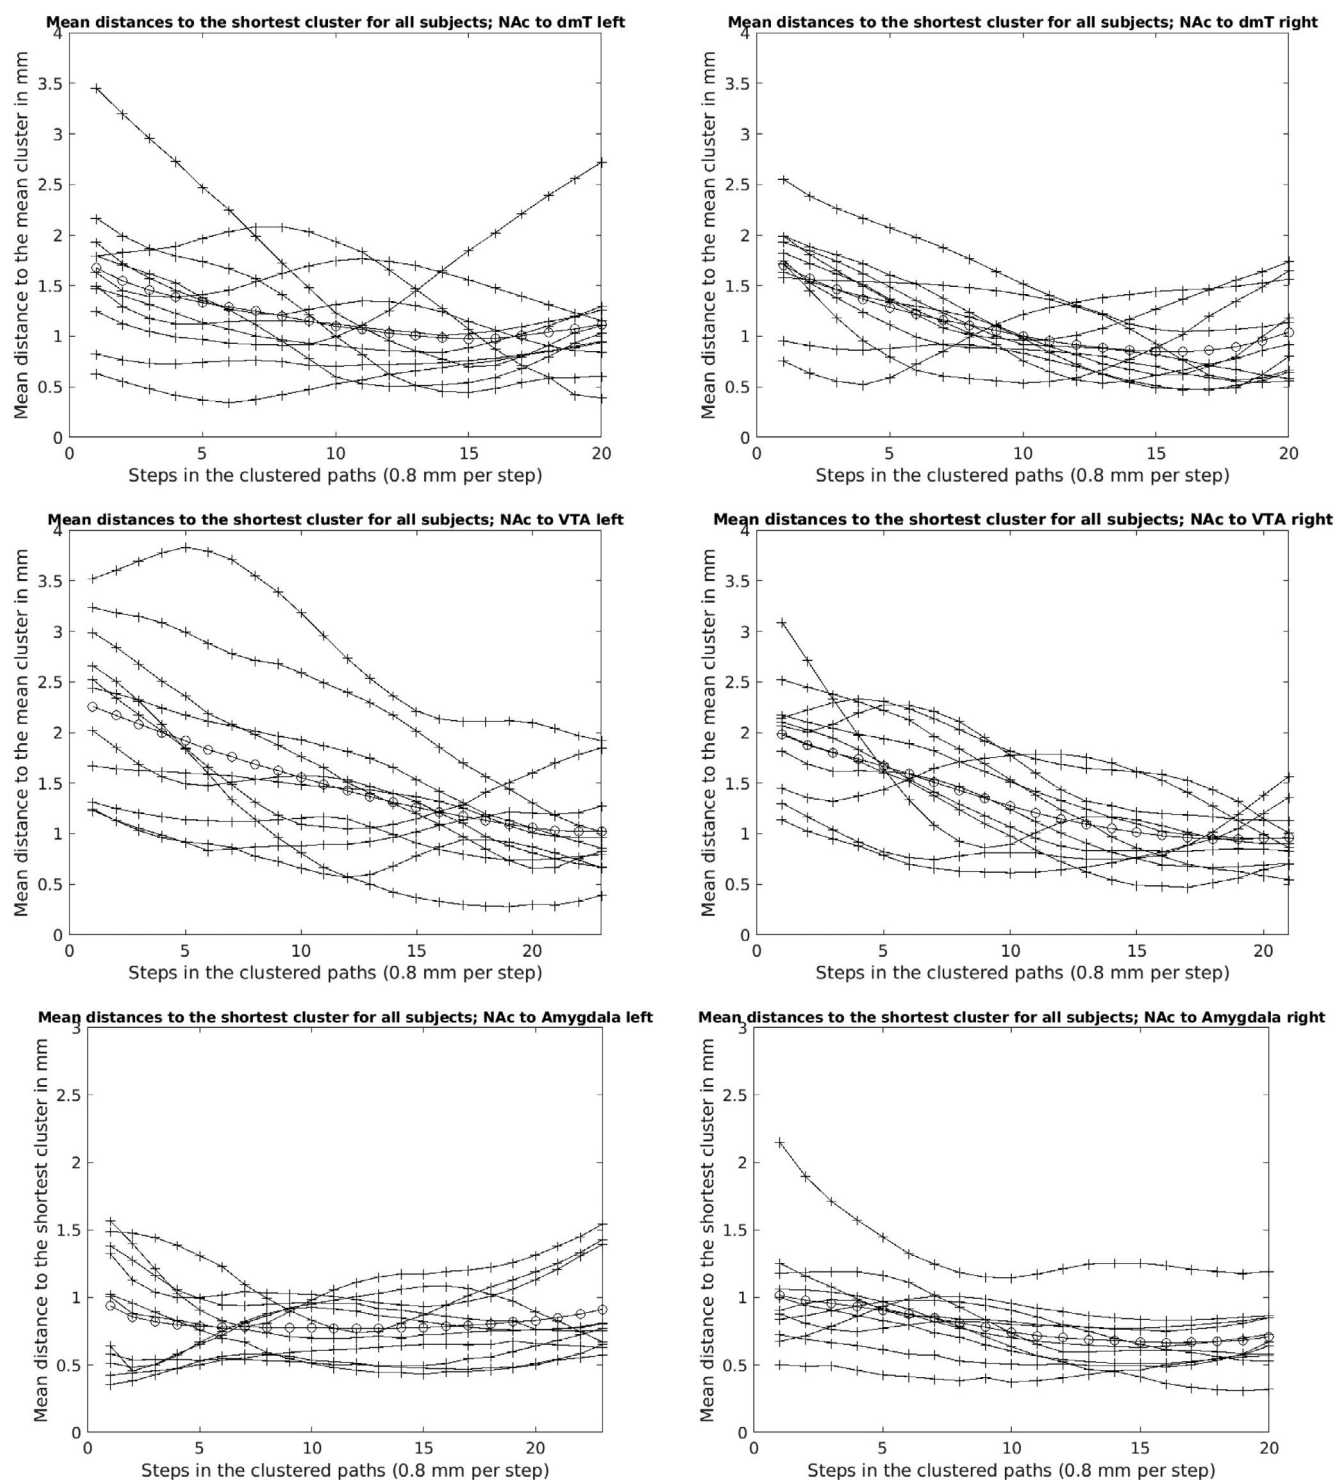 Mean distances to the shortest cluster for all subjects; NAc to dmT left
Mean distance to the mean cluster in mm
4
3.5
3
2.5
2
1.5
1
0.5
0
0 5 10 15 20
Steps in the clustered paths (0.8 mm per step)
Mean distances to the shortest cluster for all subjects; NAc to dmT right
Mean distance to the mean cluster in mm
4
3.5
3
2.5
2
1.5
1
0.5
0
0 5 10 15 20
Steps in the clustered paths (0.8 mm per step)
Mean distances to the shortest cluster for all subjects; NAc to VTA left
Mean distance to the mean cluster in mm
4
3.5
3
2.5
2
1.5
1
0.5
0
0 5 10 15 20
Steps in the clustered paths (0.8 mm per step)
Mean distances to the shortest cluster for all subjects; NAc to VTA right
Mean distance to the mean cluster in mm
4
3.5
3
2.5
2
1.5
1
0.5
0
0 5 10 15 20
Steps in the clustered paths (0.8 mm per step)
Mean distances to the shortest cluster for all subjects; NAc to Amygdala left
Mean distance to the shortest cluster in mm
3
2.5
2
1.5
1
0.5
0
0 5 10 15 20
Steps in the clustered paths (0.8 mm per step)
Mean distances to the shortest cluster for all subjects; NAc to Amygdala right
Mean distance to the shortest cluster in mm
3
2.5
2
1.5
1
0.5
0
0 5 10 15 20
Steps in the clustered paths (0.8 mm per step)